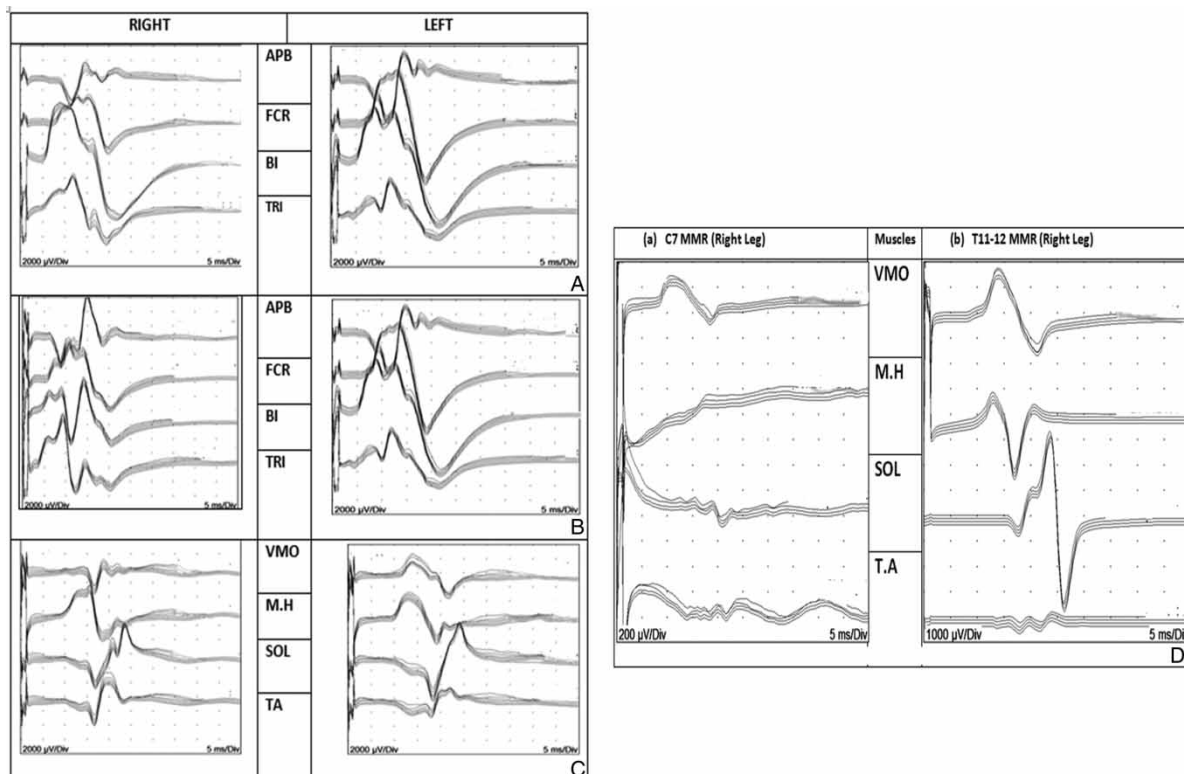 RIGHT LEFT
APB
FCR
BI
TRI
2000 µV/Div 5 ms/Div
2000 µV/Div 5 ms/Div
A
APB
FCR
BI
TRI
2000 µV/Div 5 ms/Div
2000 µV/Div 5 ms/Div
B
VMO
M.H
SOL
TA
2000 µV/Div 5 ms/Div
2000 µV/Div 5 ms/Div
C
(a) C7 MMR (Right Leg) Muscles (b) T11-12 MMR (Right Leg)
VMO
M.H
SOL
T.A
200 µV/Div 5 ms/Div
1000 µV/Div 5 ms/Div
D